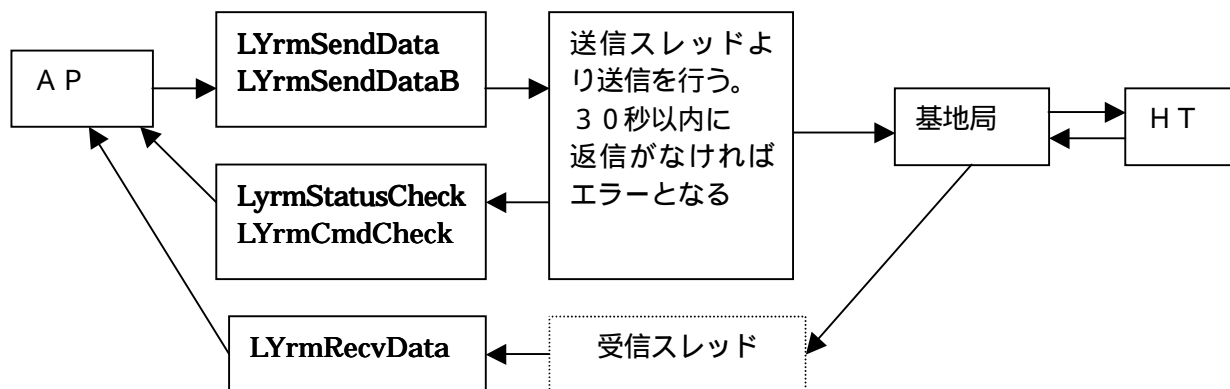 ＡＰ
LYrmSendData
LYrmSendDataB
送信スレッドよ
り送信を行う。
３０秒以内に
返信がなければ
エラーとなる
基地局
ＨＴ
LyrmStatusCheck
LYrmCmdCheck
LYrmRecvData
受信スレッド